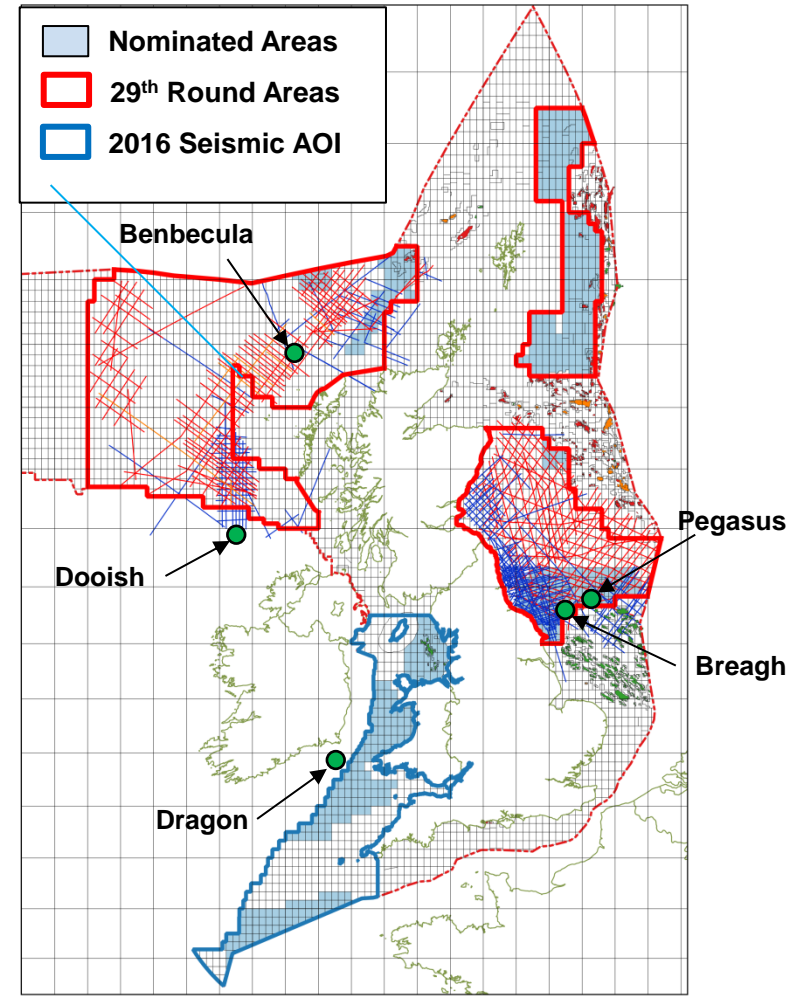 Nominated Areas
29th Round Areas
2016 Seismic AOI
Benbecula
Pegasus
Dooish
Breagh
Dragon